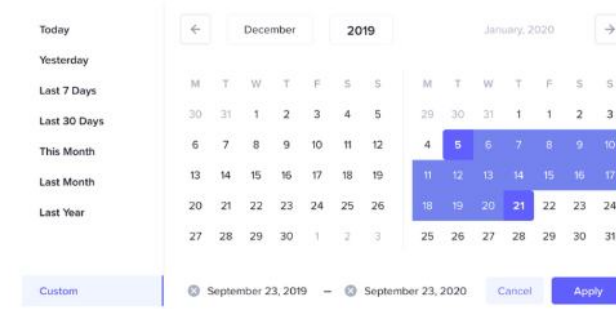 Today
Yesterday
Last 7 Days
Last 30 Days
This Month
Last Month
Last Year
Custom
December 2019
M T W T F S S
30 31 1 2 3 4 5
6 7 8 9 10 11 12
13 14 15 16 17 18 19
20 21 22 23 24 25 26
27 28 29 30 1 2 3
January, 2020
M T W T F S S
29 30 31 1 1 2 3
4 5 6 7 8 9 10
11 12 13 14 15 16 17
18 19 20 21 22 23 24
25 26 27 28 29 30 31
September 23, 2019 – September 23, 2020
Cancel
Apply